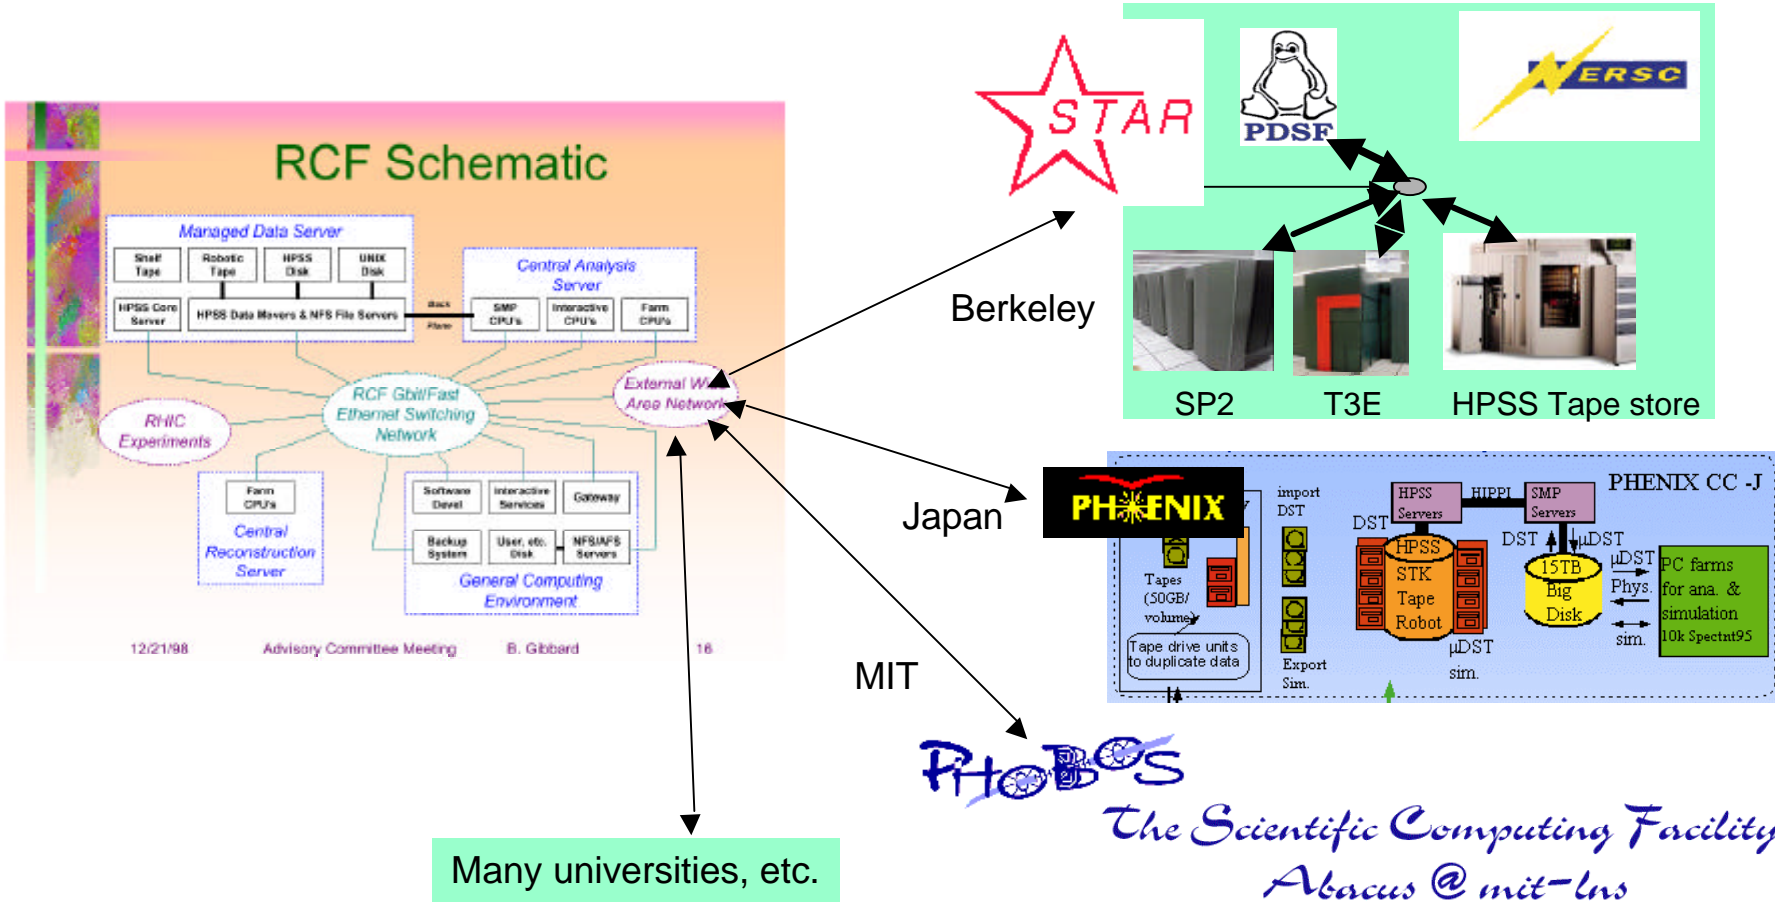 RCF Schematic
Managed Data Server
Shelf
Tape
Robotic
Tape
HPSS
Disk
UNIX
Disk
HPSS Core
Server
HPSS Data Movers & NFS File Servers
Back
Plane
Central Analysis
Server
SMP
CPU's
Interactive
CPU's
Farm
CPU's
RCF Gbit/Fast
Ethernet Switching
Network
External Wide
Area Network
RHIC
Experiments
Farm
CPU's
Central
Reconstruction
Server
Software
Devel
Interactive
Services
Gateway
Backup
System
User, etc.
Disk
NFS/AFS
Servers
General Computing
Environment
12/21/98
Advisory Committee Meeting
B. Gibbard
16
Berkeley
Japan
MIT
Many universities, etc.
STAR
PDSF
NERSC
SP2
T3E
HPSS Tape store
PHENIX
PHENIX CC -J
import
DST
Tapes
(50GB/
volume)
Tape drive units
to duplicate data
Export
Sim.
HPSS
Servers
HIPPI
SMP
Servers
DST
HPSS
STK
Tape
Robot
µDST
sim.
DST
µDST
15TB
Big
Disk
µDST
Phys.
sim.
PC farms
for ana. &
simulation
10k Spectnt95
PHOBOS
The Scientific Computing Facility
Abacus @ mit-lns